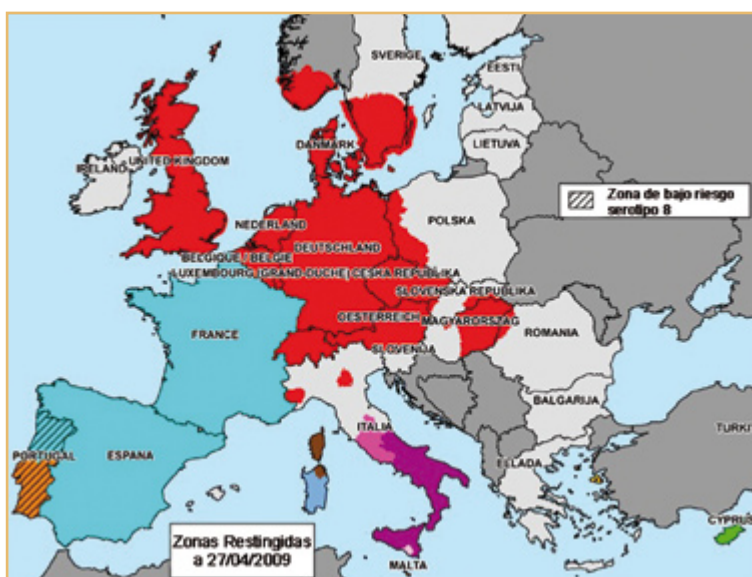 SVERIGE
EESTI
LATVIJA
LIETUVA
DANMARK
UNITED KINGDOM
IRELAND
Zona de bajo riesgo
serotipo 8
POLSKA
NEDERLAND
DEUTSCHLAND
BELGIQUE / BELGIE
LUXEMBOURG (GRAND-DUCHE)
CESKA REPUBLIKA
SLOVENSKA REPUBLIKA
OESTERREICH
MAGYARORSZAG
FRANCE
SLOVENIJA
ROMANIA
BALGARIJA
ITALIA
TURKI
PORTUGAL
ESPANA
ELLADA
CYPRUS
Zonas Restingidas
a 27/04/2009
MALTA